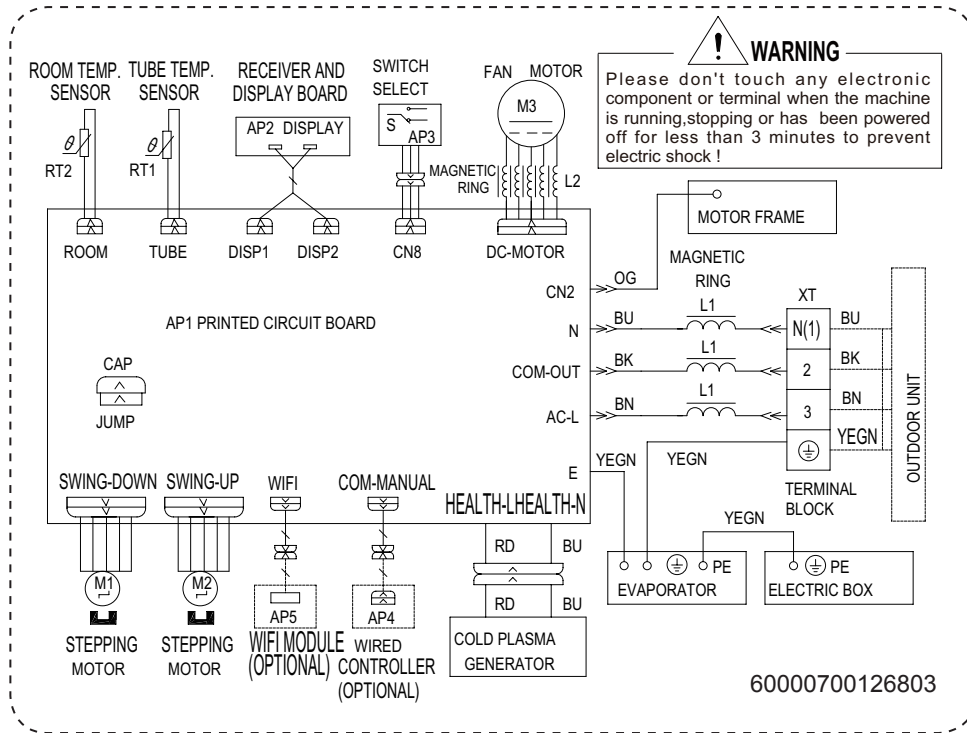 ROOM TEMP.
SENSOR
TUBE TEMP.
SENSOR
RECEIVER AND
DISPLAY BOARD
SWITCH
SELECT
FAN MOTOR
! WARNING
Please don't touch any electronic
component or terminal when the machine
is running,stopping or has been powered
off for less than 3 minutes to prevent
electric shock !
θ
RT2
θ
RT1
AP2 DISPLAY
S
AP3
M3
MAGNETIC
RING
L2
MOTOR FRAME
ROOM
TUBE
DISP1
DISP2
CN8
DC-MOTOR
MAGNETIC
RING
CN2
OG
AP1 PRINTED CIRCUIT BOARD
N
BU
L1
XT
N(1)
BU
COM-OUT
BK
L1
2
BK
AC-L
BN
L1
3
BN
YEGN
OUTDOOR UNIT
CAP
JUMP
E
YEGN
YEGN
TERMINAL
BLOCK
SWING-DOWN
SWING-UP
WIFI
COM-MANUAL
HEALTH-L
HEALTH-N
YEGN
RD
BU
PE
EVAPORATOR
PE
ELECTRIC BOX
M1
M2
AP5
AP4
RD
BU
STEPPING
MOTOR
STEPPING
MOTOR
WIFI MODULE
(OPTIONAL)
WIRED
CONTROLLER
(OPTIONAL)
COLD PLASMA
GENERATOR
60000700126803